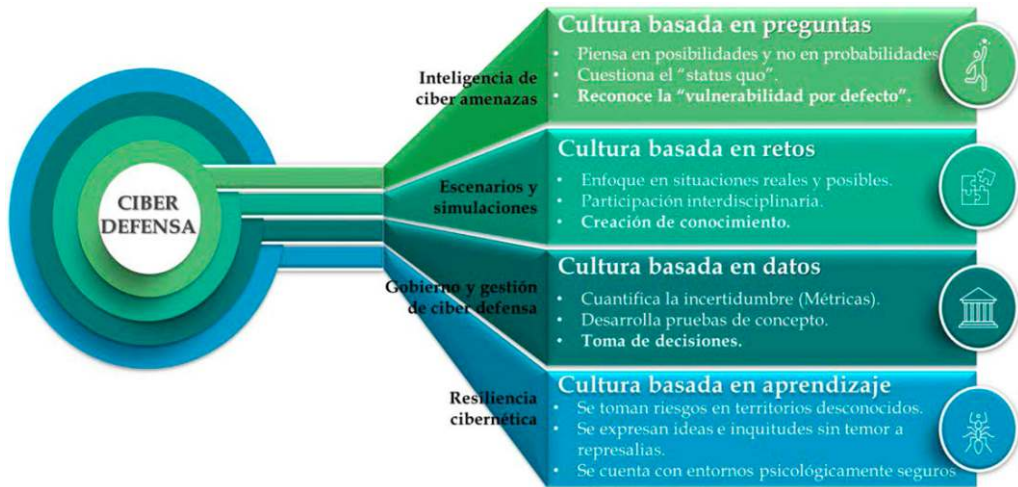 CIBER
DEFENSA
Inteligencia de
ciber amenazas
Cultura basada en preguntas
• Piensa en posibilidades y no en probabilidades
• Cuestiona el “status quo”.
• Reconoce la “vulnerabilidad por defecto”.
Escenarios y
simulaciones
Cultura basada en retos
• Enfoque en situaciones reales y posibles.
• Participación interdisciplinaria.
• Creación de conocimiento.
Gobierno y gestión
de ciber defensa
Cultura basada en datos
• Cuantifica la incertidumbre (Métricas).
• Desarrolla pruebas de concepto.
• Toma de decisiones.
Resiliencia
cibernética
Cultura basada en aprendizaje
• Se toman riesgos en territorios desconocidos.
• Se expresan ideas e inquitudes sin temor a
represalias.
• Se cuenta con entornos psicológicamente seguros